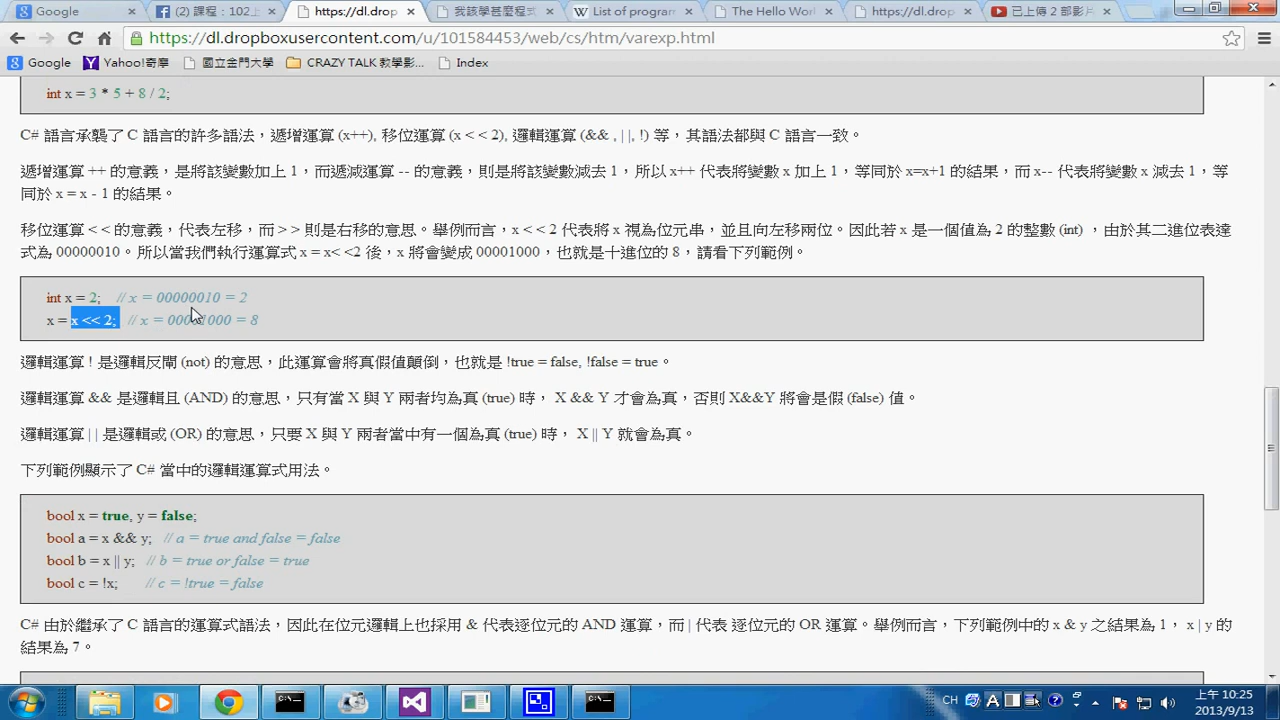 Google
(2) 課程：102上
https://dl.drop
我該學甚麼程式
List of program
The Hello Worl
https://dl.drop
已上傳 2 部影片
https://dl.dropboxusercontent.com/u/101584453/web/cs/htm/varexp.html
Google Yahoo!奇摩 國立金門大學 CRAZY TALK 教學影... Index
int x = 3 * 5 + 8 / 2;
C# 語言承襲了 C 語言的許多語法，遞增運算 (x++), 移位運算 (x < < 2), 邏輯運算 (&& , | |, !) 等，其語法都與 C 語言一致。
遞增運算 ++ 的意義，是將該變數加上 1，而遞減運算 -- 的意義，則是將該變數減去 1，所以 x++ 代表將變數 x 加上 1，等同於 x=x+1 的結果，而 x-- 代表將變數 x 減去 1，等
同於 x = x - 1 的結果。
移位運算 < < 的意義，代表左移，而 > > 則是右移的意思。舉例而言，x < < 2 代表將 x 視為位元串，並且向左移兩位。因此若 x 是一個值為 2 的整數 (int) ，由於其二進位表達
式為 00000010。所以當我們執行運算式 x = x< <2 後，x 將會變成 00001000，也就是十進位的 8，請看下列範例。
int x = 2; // x = 00000010 = 2
x = x << 2; // x = 00001000 = 8
邏輯運算 ! 是邏輯反閘 (not) 的意思，此運算會將真假值顛倒，也就是 !true = false, !false = true。
邏輯運算 && 是邏輯且 (AND) 的意思，只有當 X 與 Y 兩者均為真 (true) 時， X && Y 才會為真，否則 X&&Y 將會是假 (false) 值。
邏輯運算 | | 是邏輯或 (OR) 的意思，只要 X 與 Y 兩者當中有一個為真 (true) 時， X || Y 就會為真。
下列範例顯示了 C# 當中的邏輯運算式用法。
bool x = true, y = false;
bool a = x && y; // a = true and false = false
bool b = x || y; // b = true or false = true
bool c = !x; // c = !true = false
C# 由於繼承了 C 語言的運算式語法，因此在位元邏輯上也採用 & 代表逐位元的 AND 運算，而 | 代表 逐位元的 OR 運算。舉例而言，下列範例中的 x & y 之結果為 1， x | y 的
結果為 7。
CH
上午 10:25
2013/9/13